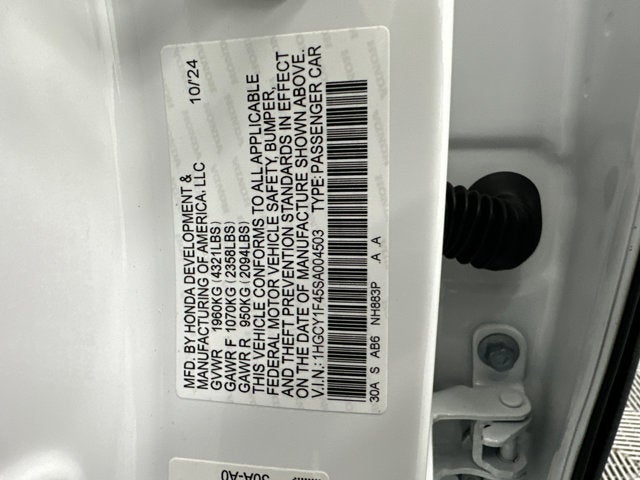 MFD. BY HONDA DEVELOPMENT &
MANUFACTURING OF AMERICA, LLC 10/24
GVWR 1960KG (4321LBS)
GAWR F 1070KG (2358LBS)
GAWR R 950KG (2094LBS)
THIS VEHICLE CONFORMS TO ALL APPLICABLE
FEDERAL MOTOR VEHICLE SAFETY, BUMPER,
AND THEFT PREVENTION STANDARDS IN EFFECT
ON THE DATE OF MANUFACTURE SHOWN ABOVE.
V.I.N.: 1HGCY1F45SA004503 TYPE: PASSENGER CAR
30A S AB6 NH883P A A
30A-A0